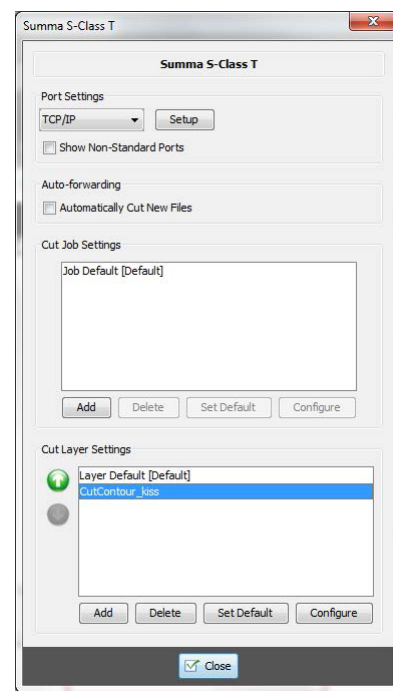 Summa S-Class T
Summa S-Class T
Port Settings
TCP/IP Setup
Show Non-Standard Ports
Auto-forwarding
Automatically Cut New Files
Cut Job Settings
Job Default [Default]
Add Delete Set Default Configure
Cut Layer Settings
Layer Default [Default]
CutContour_kiss
Add Delete Set Default Configure
Close